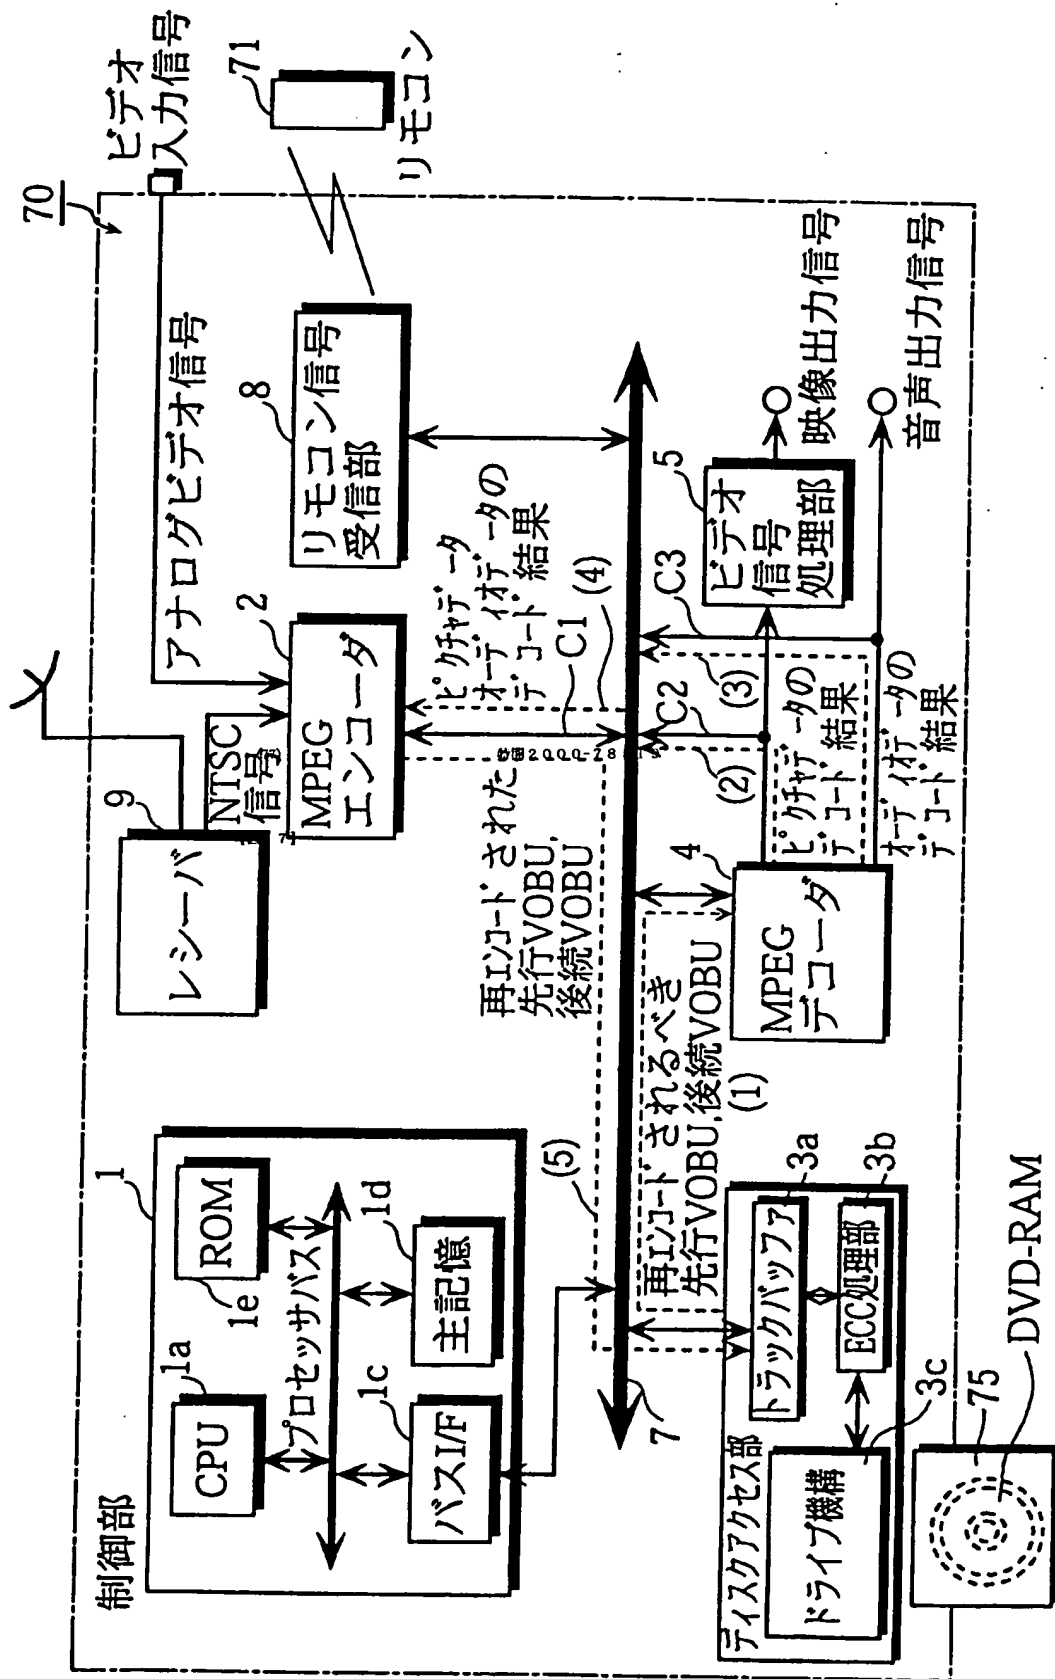 70
ビデオ
入力信号
71
リモコン
アナログビデオ信号
9
レシーバ
NTSC
信号
2
MPEG
エンコーダ
8
リモコン信号
受信部
制御部
1
1a
CPU
1e
ROM
プロセッサバス
1c
バスI/F
1d
主記憶
再エンコードされた
先行VOBU,
後続VOBU
ピクチャデータ
オーディオデータの
デコード結果
C1
(4)
(5)
7
再エンコードされるべき
先行VOBU,後続VOBU
(1)
4
MPEG
デコーダ
(2)
C2
(3)
C3
ピクチャデータの
デコード結果
オーディオデータの
デコード結果
5
ビデオ
信号
処理部
映像出力信号
音声出力信号
ディスクアクセス部
3a
トラックバッファ
3b
ECC処理部
3c
ドライブ機構
75
DVD-RAM